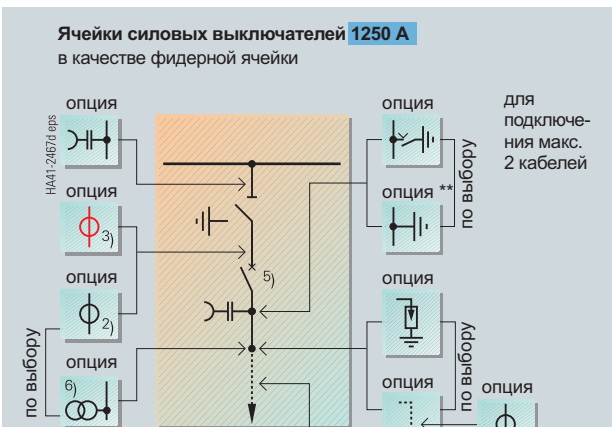 Ячейки силовых выключателей 1250 А
в качестве фидерной ячейки
опция
HA41-2467d eps
опция
для
подключе-
ния макс.
2 кабелей
опция
3)
опция **
по выбору
опция
2)
5)
опция
по выбору
опция
6)
по выбору
опция
опция